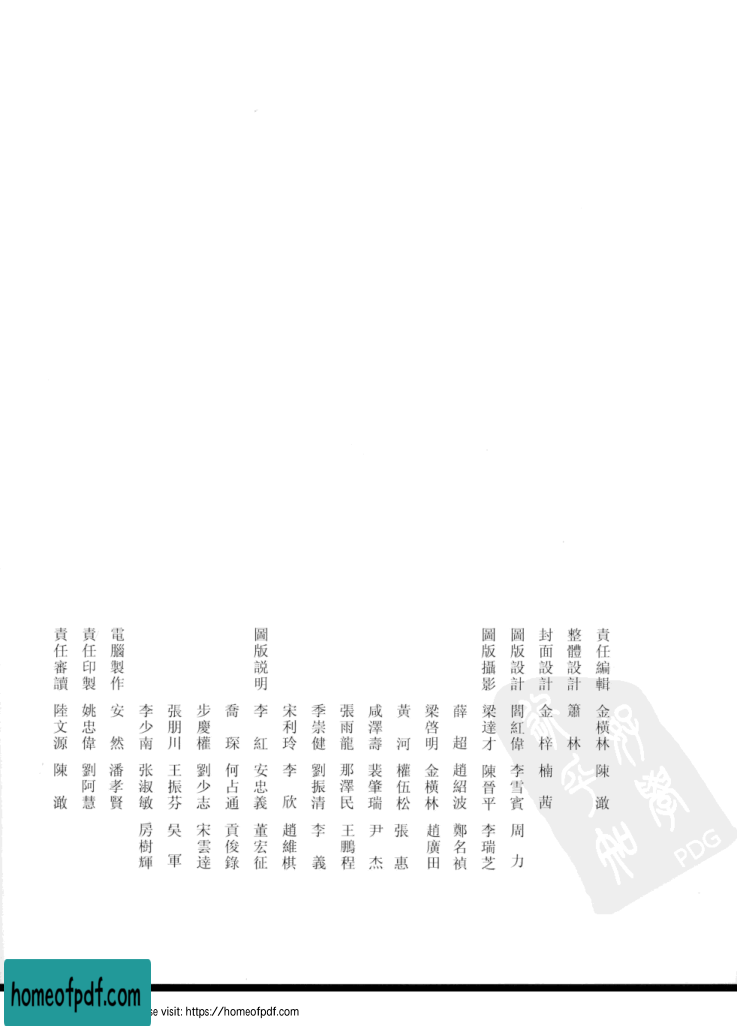 責任編輯 金橫林 陳澈
整體設計 簫林
封面設計 金梓 楠茜
圖版設計 閻紅偉 李雪賓 周力
圖版攝影 梁達才 陳晉平 李瑞芝
薛超 趙紹波 鄭名禎
梁啓明 金橫林 趙廣田
黃河 權伍松 張惠
咸澤壽 裴肇瑞 尹杰
張雨龍 那澤民 王鵬程
季崇健 劉振清 李義
宋利玲 李欣 趙維棋
圖版説明 李紅 安忠義 董宏征
喬琛 何占通 貢俊錄
步慶權 劉少志 宋雲達
張朋川 王振芬 吳軍
李少南 张淑敏 房樹輝
電腦製作 安然 潘孝賢
責任印製 姚忠偉 劉阿慧
責任審讀 陸文源 陳澈
PDG
homeofpdf.com
se visit: https://homeofpdf.com